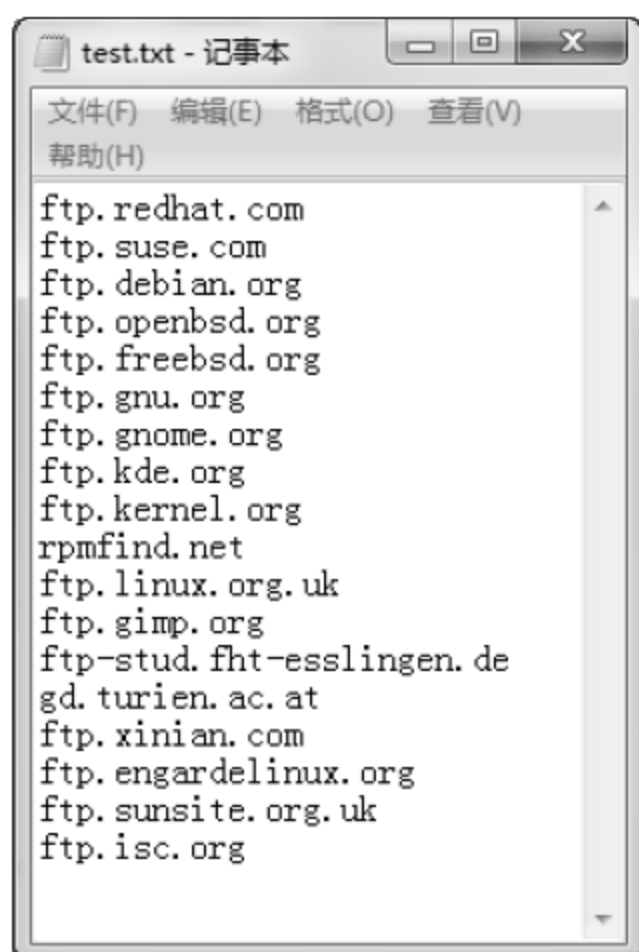 test.txt - 记事本
文件(F) 编辑(E) 格式(O) 查看(V)
帮助(H)
ftp.redhat.com
ftp.suse.com
ftp.debian.org
ftp.openbsd.org
ftp.freebsd.org
ftp.gnu.org
ftp.gnome.org
ftp.kde.org
ftp.kernel.org
rpmfind.net
ftp.linux.org.uk
ftp.gimp.org
ftp-stud.fht-esslingen.de
gd.turien.ac.at
ftp.xinian.com
ftp.engardelinux.org
ftp.sunsite.org.uk
ftp.isc.org